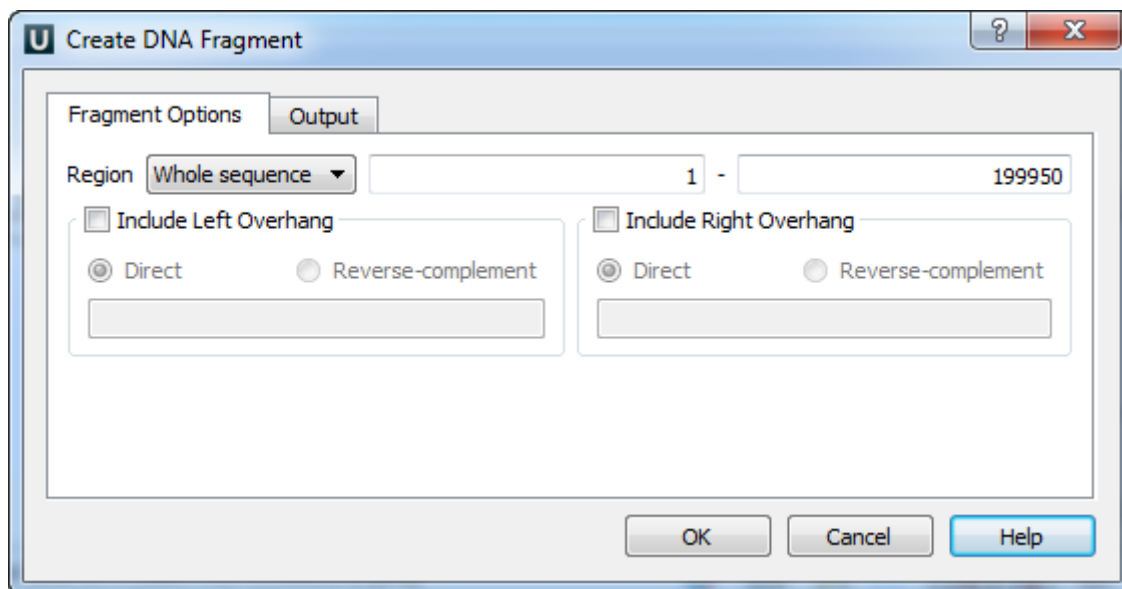 U Create DNA Fragment ?
Fragment Options Output
Region Whole sequence 1 - 199950
Include Left Overhang Include Right Overhang
Direct Reverse-complement Direct Reverse-complement
OK Cancel Help